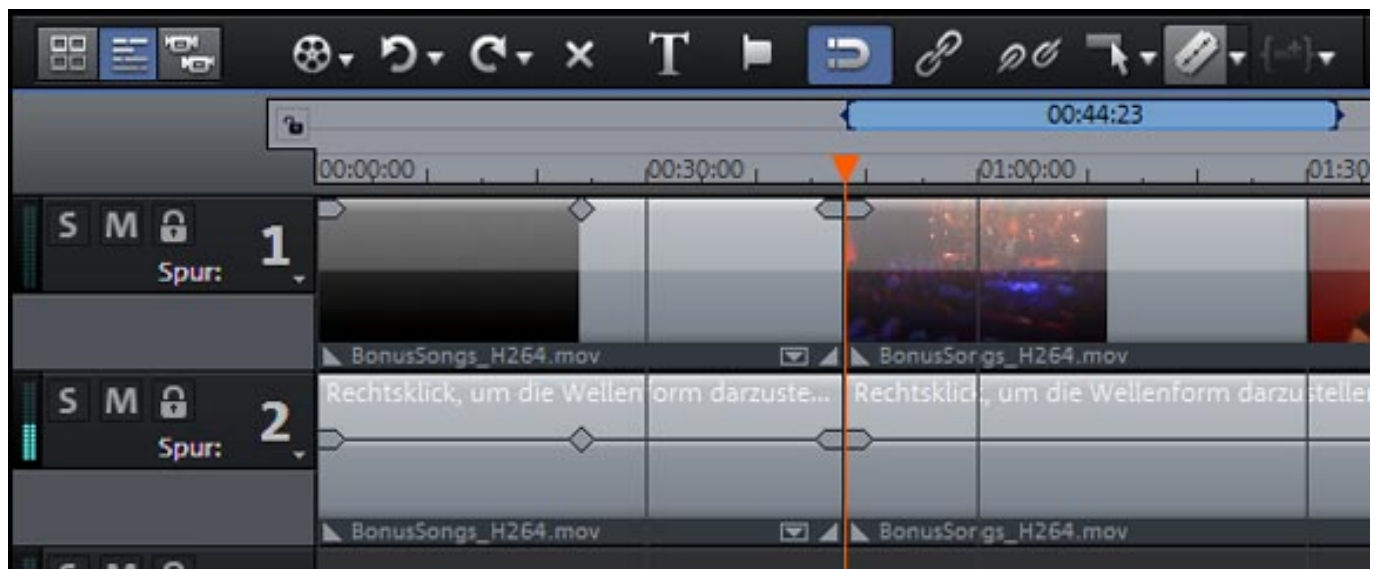 T
00:44:23
00:00:00 00:30:00 01:00:00 01:30
S M 1
Spur:
BonusSongs_H264.mov BonusSongs_H264.mov
Rechtsklick, um die Wellenform darzuste... Rechtsklick, um die Wellenform darzustelle
S M 2
Spur:
BonusSongs_H264.mov BonusSongs_H264.mov
S M